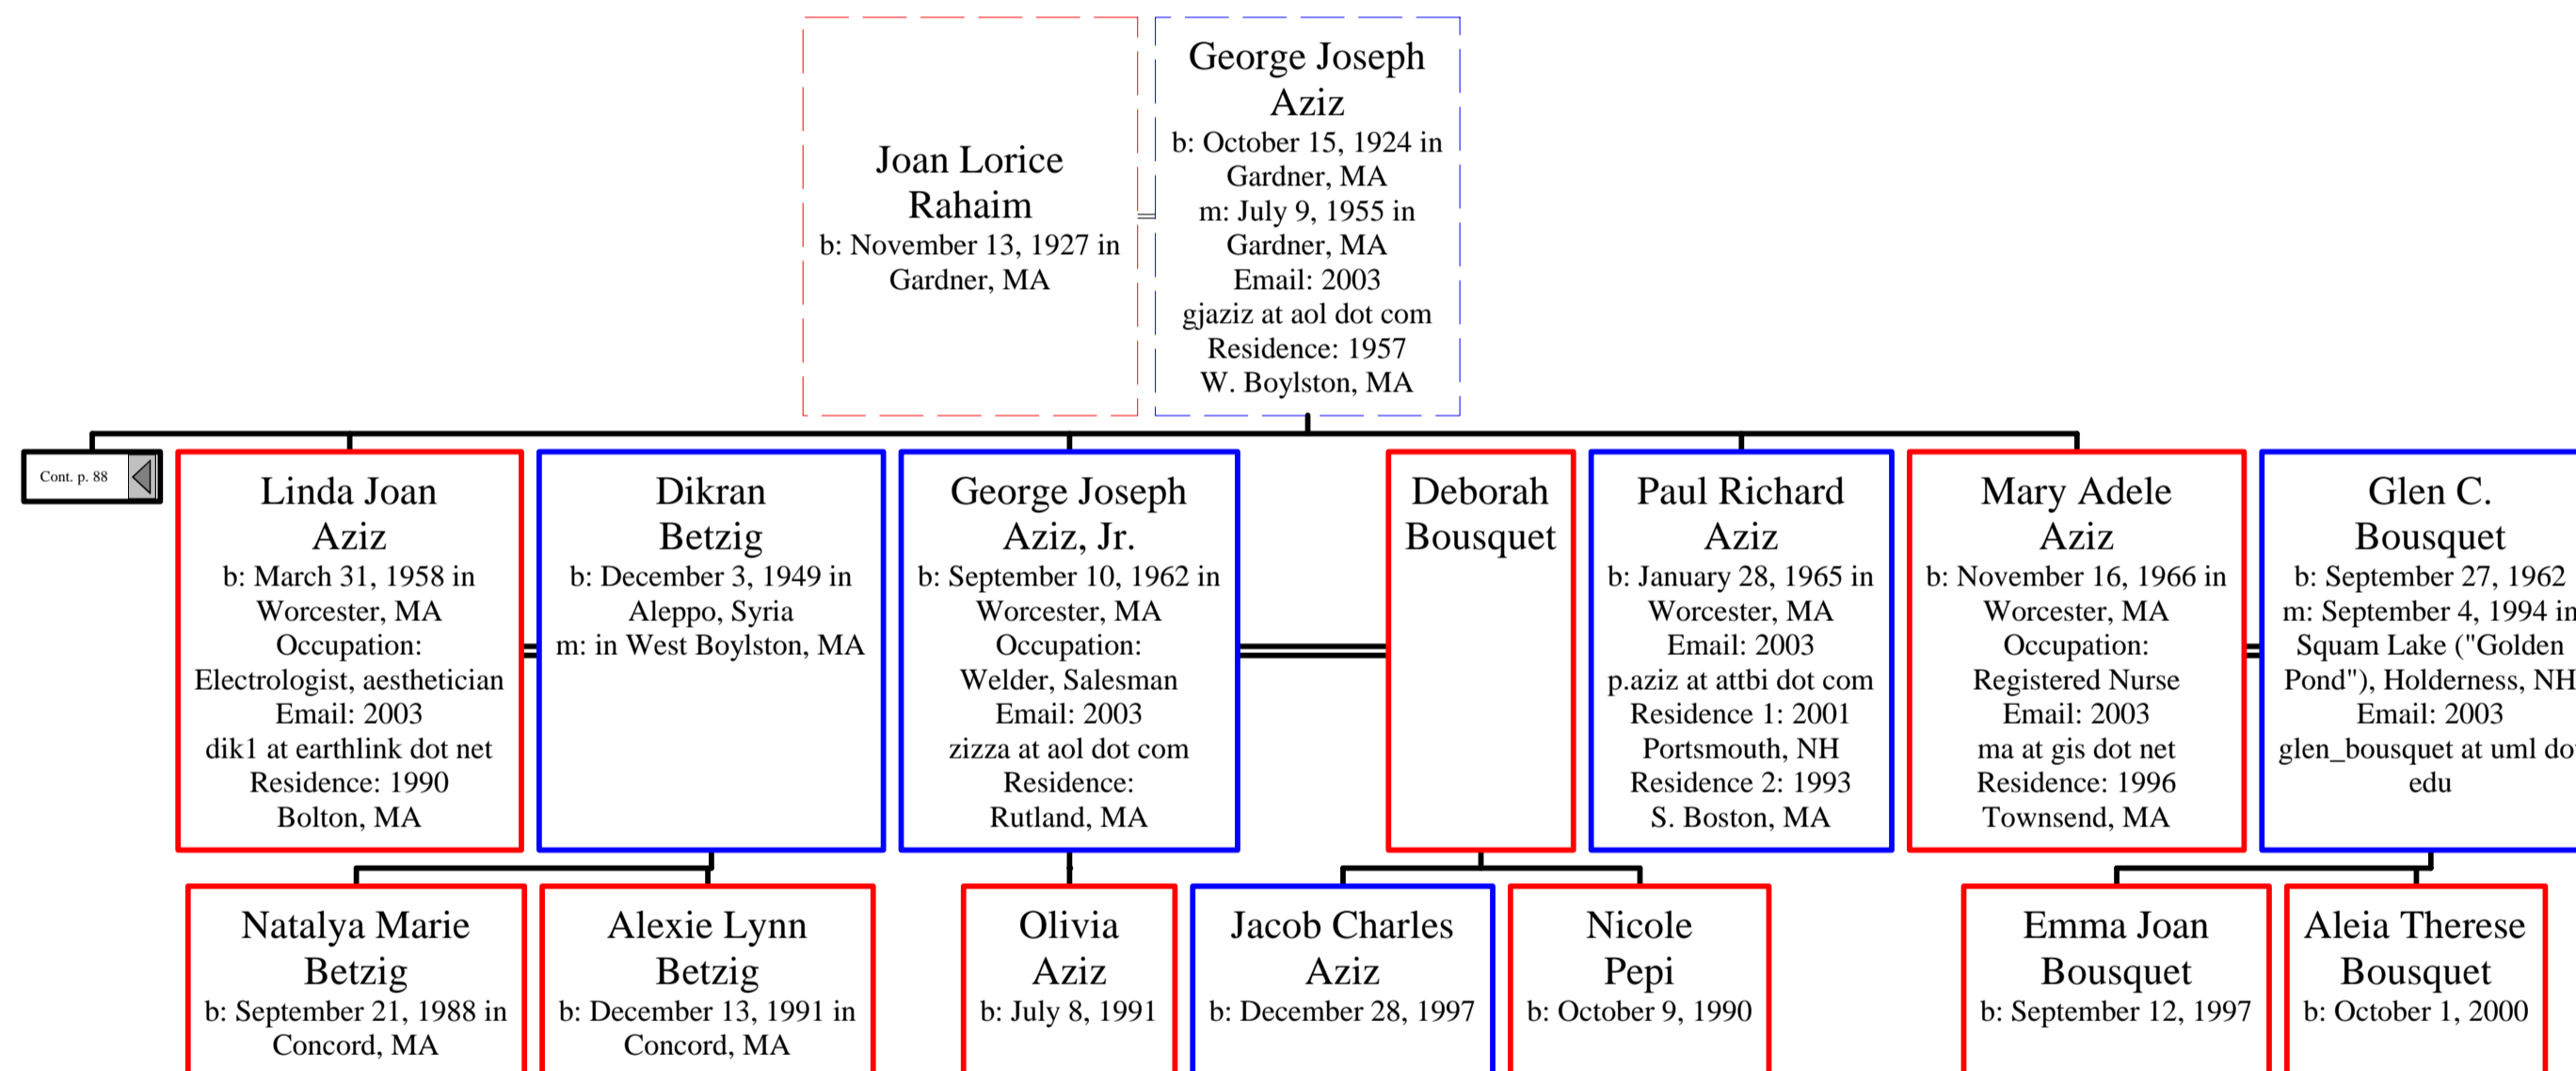 Joan Lorice
Rahaim
b: November 13, 1927 in
Gardner, MA
George Joseph
Aziz
b: October 15, 1924 in
Gardner, MA
m: July 9, 1955 in
Gardner, MA
Email: 2003
gjaziz at aol dot com
Residence: 1957
W. Boylston, MA
Cont. p. 88
Linda Joan
Aziz
b: March 31, 1958 in
Worcester, MA
Occupation:
Electrologist, aesthetician
Email: 2003
dik1 at earthlink dot net
Residence: 1990
Bolton, MA
Dikran
Betzig
b: December 3, 1949 in
Aleppo, Syria
m: in West Boylston, MA
George Joseph
Aziz, Jr.
b: September 10, 1962 in
Worcester, MA
Occupation:
Welder, Salesman
Email: 2003
zizza at aol dot com
Residence:
Rutland, MA
Deborah
Bousquet
Paul Richard
Aziz
b: January 28, 1965 in
Worcester, MA
Email: 2003
p.aziz at attbi dot com
Residence 1: 2001
Portsmouth, NH
Residence 2: 1993
S. Boston, MA
Mary Adele
Aziz
b: November 16, 1966 in
Worcester, MA
Occupation:
Registered Nurse
Email: 2003
ma at gis dot net
Residence: 1996
Townsend, MA
Glen C.
Bousquet
b: September 27, 1962
m: September 4, 1994 in
Squam Lake ("Golden
Pond"), Holderness, NH
Email: 2003
glen_bousquet at uml do
edu
Natalya Marie
Betzig
b: September 21, 1988 in
Concord, MA
Alexie Lynn
Betzig
b: December 13, 1991 in
Concord, MA
Olivia
Aziz
b: July 8, 1991
Jacob Charles
Aziz
b: December 28, 1997
Nicole
Pepi
b: October 9, 1990
Emma Joan
Bousquet
b: September 12, 1997
Aleia Therese
Bousquet
b: October 1, 2000